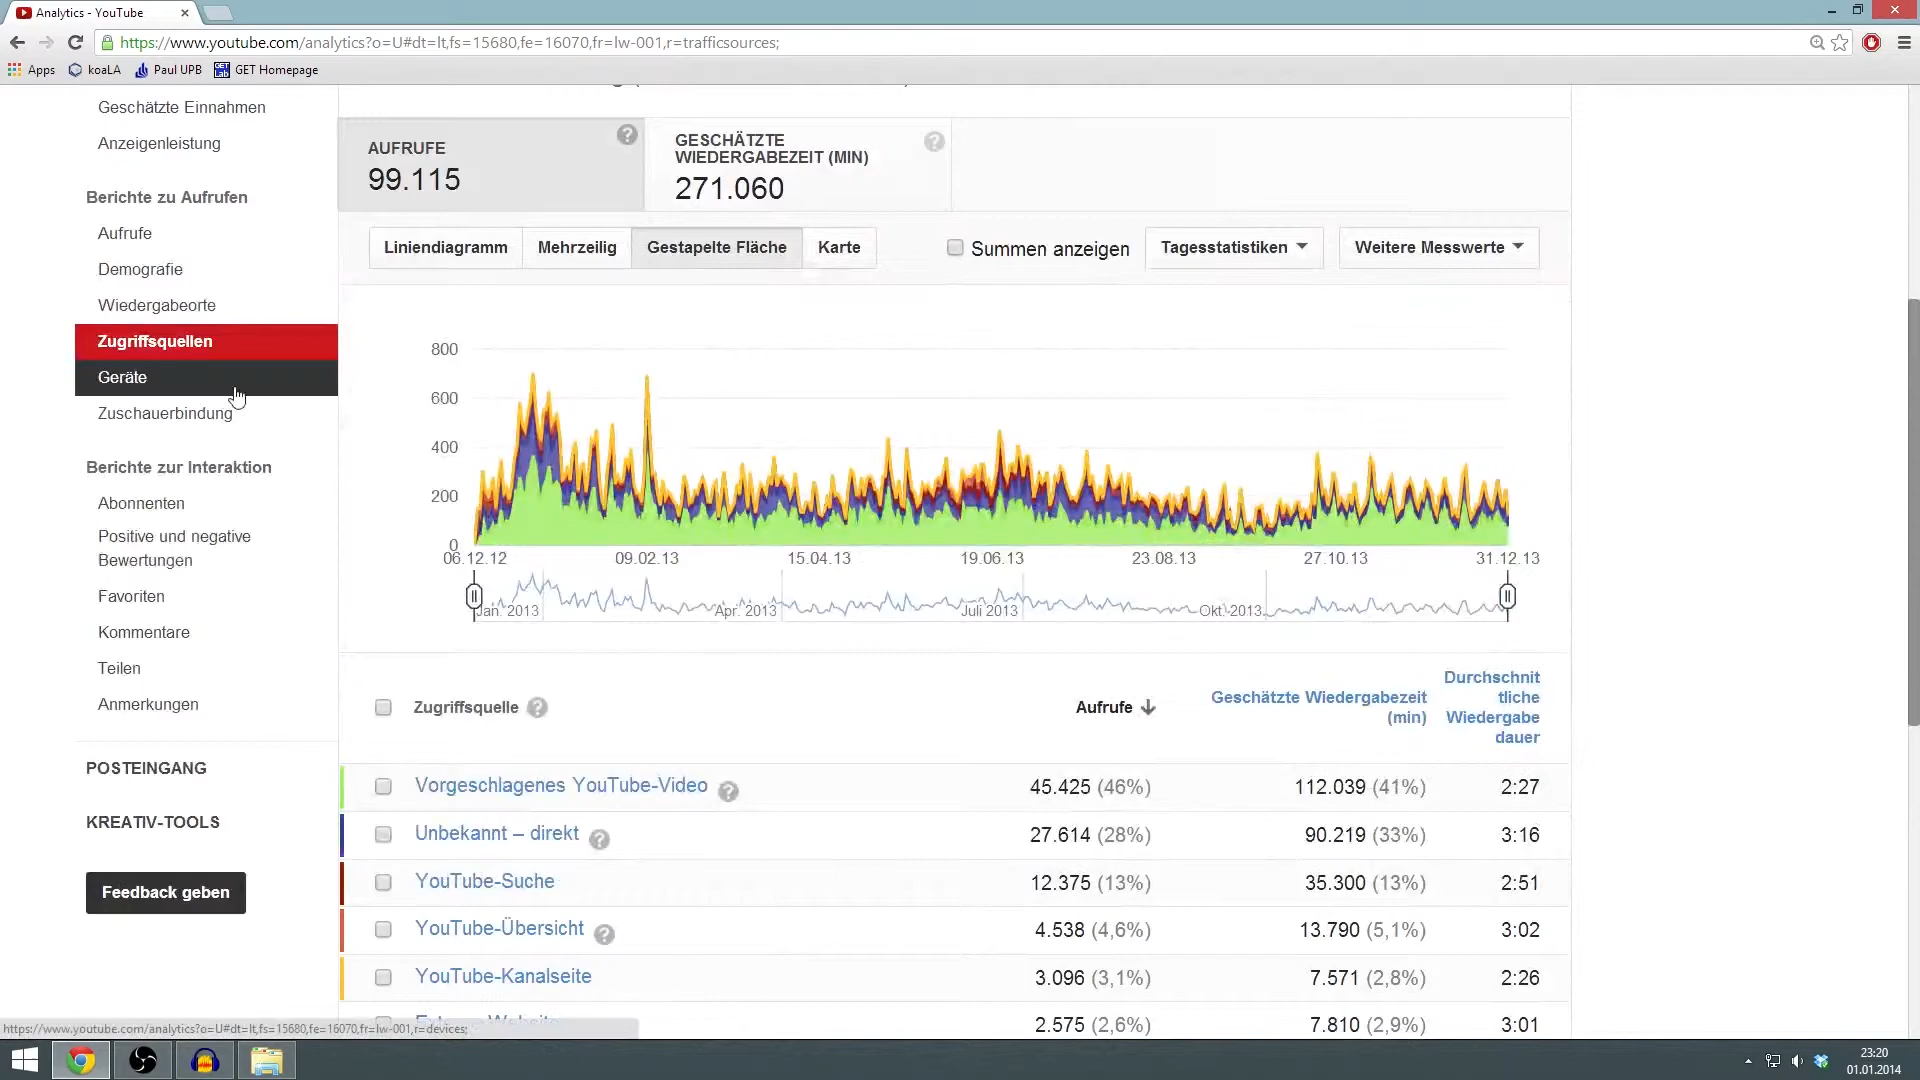 Analytics - YouTube
https://www.youtube.com/analytics?o=U#dt=lt,fs=15680,fe=16070,fr=lw-001,r=trafficsources;
Apps koaLA Paul UPB GET Homepage
Geschätzte Einnahmen
Anzeigenleistung
Berichte zu Aufrufen
Aufrufe
Demografie
Wiedergabeorte
Zugriffsquellen
Geräte
Zuschauerbindung
Berichte zur Interaktion
Abonnenten
Positive und negative
Bewertungen
Favoriten
Kommentare
Teilen
Anmerkungen
POSTEINGANG
KREATIV-TOOLS
Feedback geben
AUFRUFE
99.115
GESCHÄTZTE
WIEDERGABEZEIT (MIN)
271.060
Liniendiagramm Mehrzeilig Gestapelte Fläche Karte Summen anzeigen Tagesstatistiken Weitere Messwerte
800
600
400
200
0
06.12.12 09.02.13 15.04.13 19.06.13 23.08.13 27.10.13 31.12.13
Jan. 2013 Apr. 2013 Juli 2013 Okt. 2013
Zugriffsquelle Aufrufe Geschätzte Wiedergabezeit
(min)
Durchschnit
tliche
Wiedergabe
dauer
Vorgeschlagenes YouTube-Video 45.425 (46%) 112.039 (41%) 2:27
Unbekannt – direkt 27.614 (28%) 90.219 (33%) 3:16
YouTube-Suche 12.375 (13%) 35.300 (13%) 2:51
YouTube-Übersicht 4.538 (4,6%) 13.790 (5,1%) 3:02
YouTube-Kanalseite 3.096 (3,1%) 7.571 (2,8%) 2:26
2.575 (2,6%) 7.810 (2,9%) 3:01
https://www.youtube.com/analytics?o=U#dt=lt,fs=15680,fe=16070,fr=lw-001,r=devices;
23:20
01.01.2014